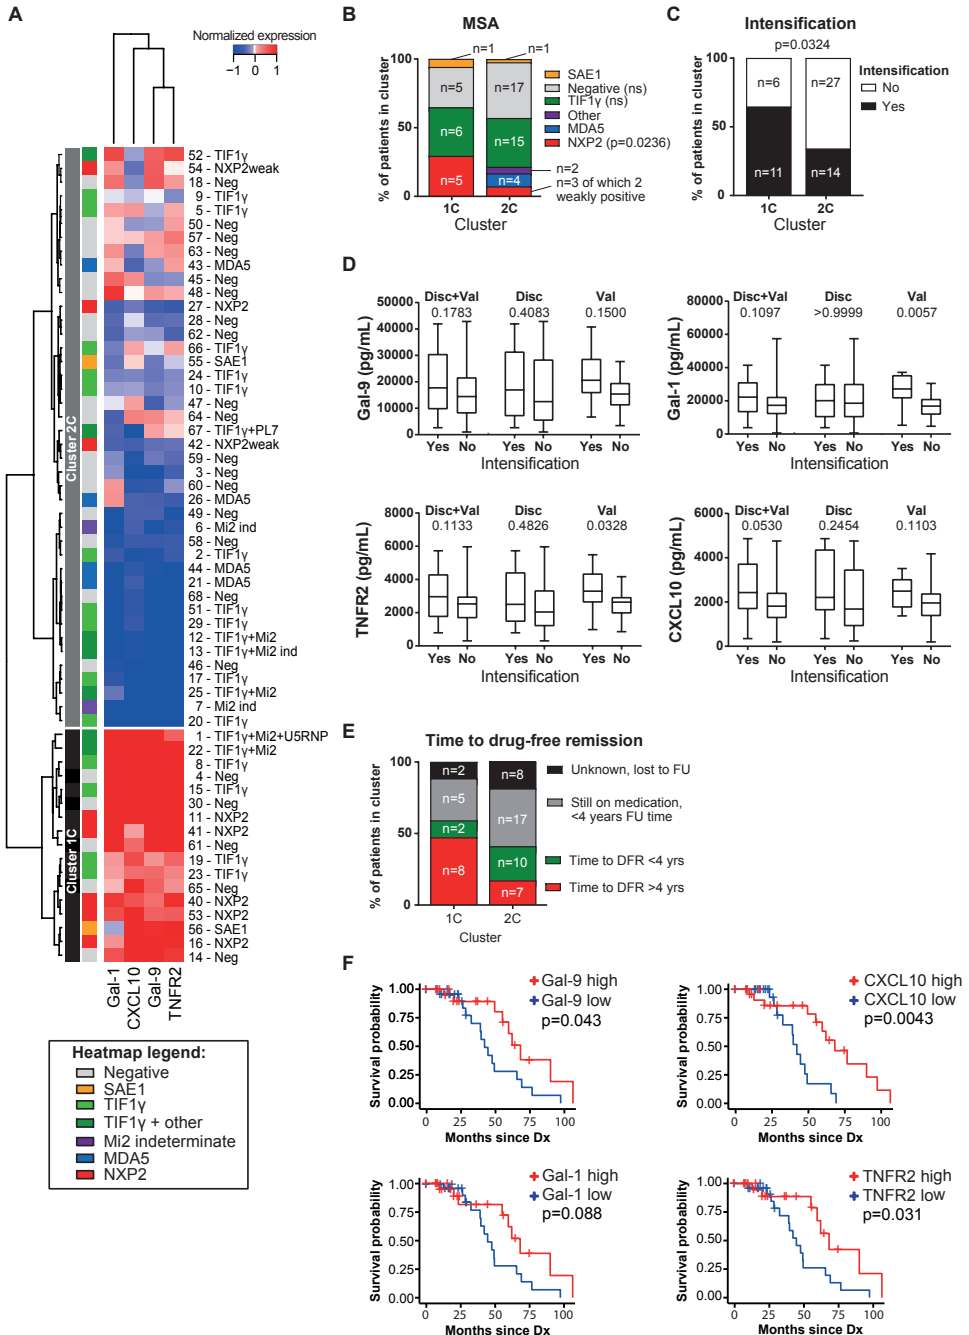 A
Normalized expression
−1 0 1
52 - TIF1γ
54 - NXP2weak
18 - Neg
9 - TIF1γ
5 - TIF1γ
50 - Neg
57 - Neg
63 - Neg
43 - MDA5
45 - Neg
48 - Neg
27 - NXP2
28 - Neg
62 - Neg
66 - TIF1γ
55 - SAE1
24 - TIF1γ
10 - TIF1γ
47 - Neg
64 - Neg
67 - TIF1γ+PL7
42 - NXP2weak
59 - Neg
3 - Neg
60 - Neg
26 - MDA5
49 - Neg
6 - Mi2 ind
58 - Neg
2 - TIF1γ
44 - MDA5
21 - MDA5
68 - Neg
51 - TIF1γ
29 - TIF1γ
12 - TIF1γ+Mi2
13 - TIF1γ+Mi2 ind
46 - Neg
17 - TIF1γ
25 - TIF1γ+Mi2
7 - Mi2 ind
20 - TIF1γ
1 - TIF1γ+Mi2+U5RNP
22 - TIF1γ+Mi2
8 - TIF1γ
4 - Neg
15 - TIF1γ
30 - Neg
11 - NXP2
41 - NXP2
61 - Neg
19 - TIF1γ
23 - TIF1γ
65 - Neg
40 - NXP2
53 - NXP2
56 - SAE1
16 - NXP2
14 - Neg
Cluster 2C
Cluster 1C
Gal-1
CXCL10
Gal-9
TNFR2
Heatmap legend:
Negative
SAE1
TIF1γ
TIF1γ + other
Mi2 indeterminate
MDA5
NXP2
B
MSA
% of patients in cluster
100
50
0
n=1
n=1
n=5
n=17
n=6
n=15
n=5
n=4
n=2
n=3 of which 2
weakly positive
1C 2C
Cluster
SAE1
Negative (ns)
TIF1γ (ns)
Other
MDA5
NXP2 (p=0.0236)
C
Intensification
p=0.0324
% of patients in cluster
100
50
0
n=6
n=27
n=11
n=14
1C 2C
Cluster
Intensification
No
Yes
D
Gal-9 (pg/mL)
50000
40000
30000
20000
10000
0
Disc+Val Disc Val
0.1783 0.4083 0.1500
Yes No Yes No Yes No
Intensification
Gal-1 (pg/mL)
80000
60000
40000
20000
0
Disc+Val Disc Val
0.1097 >0.9999 0.0057
Yes No Yes No Yes No
Intensification
TNFR2 (pg/mL)
8000
6000
4000
2000
0
Disc+Val Disc Val
0.1133 0.4826 0.0328
Yes No Yes No Yes No
Intensification
CXCL10 (pg/mL)
6000
4000
2000
0
Disc+Val Disc Val
0.0530 0.2454 0.1103
Yes No Yes No Yes No
Intensification
E
Time to drug-free remission
% of patients in cluster
100
50
0
n=2
n=8
n=5
n=17
n=2
n=10
n=8
n=7
1C 2C
Cluster
Unknown, lost to FU
Still on medication,
<4 years FU time
Time to DFR <4 yrs
Time to DFR >4 yrs
F
Survival probability
1.00
0.75
0.50
0.25
0.00
Gal-9 high
Gal-9 low
p=0.043
0 25 50 75 100
Months since Dx
Survival probability
1.00
0.75
0.50
0.25
0.00
CXCL10 high
CXCL10 low
p=0.0043
0 25 50 75 100
Months since Dx
Survival probability
1.00
0.75
0.50
0.25
0.00
Gal-1 high
Gal-1 low
p=0.088
0 25 50 75 100
Months since Dx
Survival probability
1.00
0.75
0.50
0.25
0.00
TNFR2 high
TNFR2 low
p=0.031
0 25 50 75 100
Months since Dx